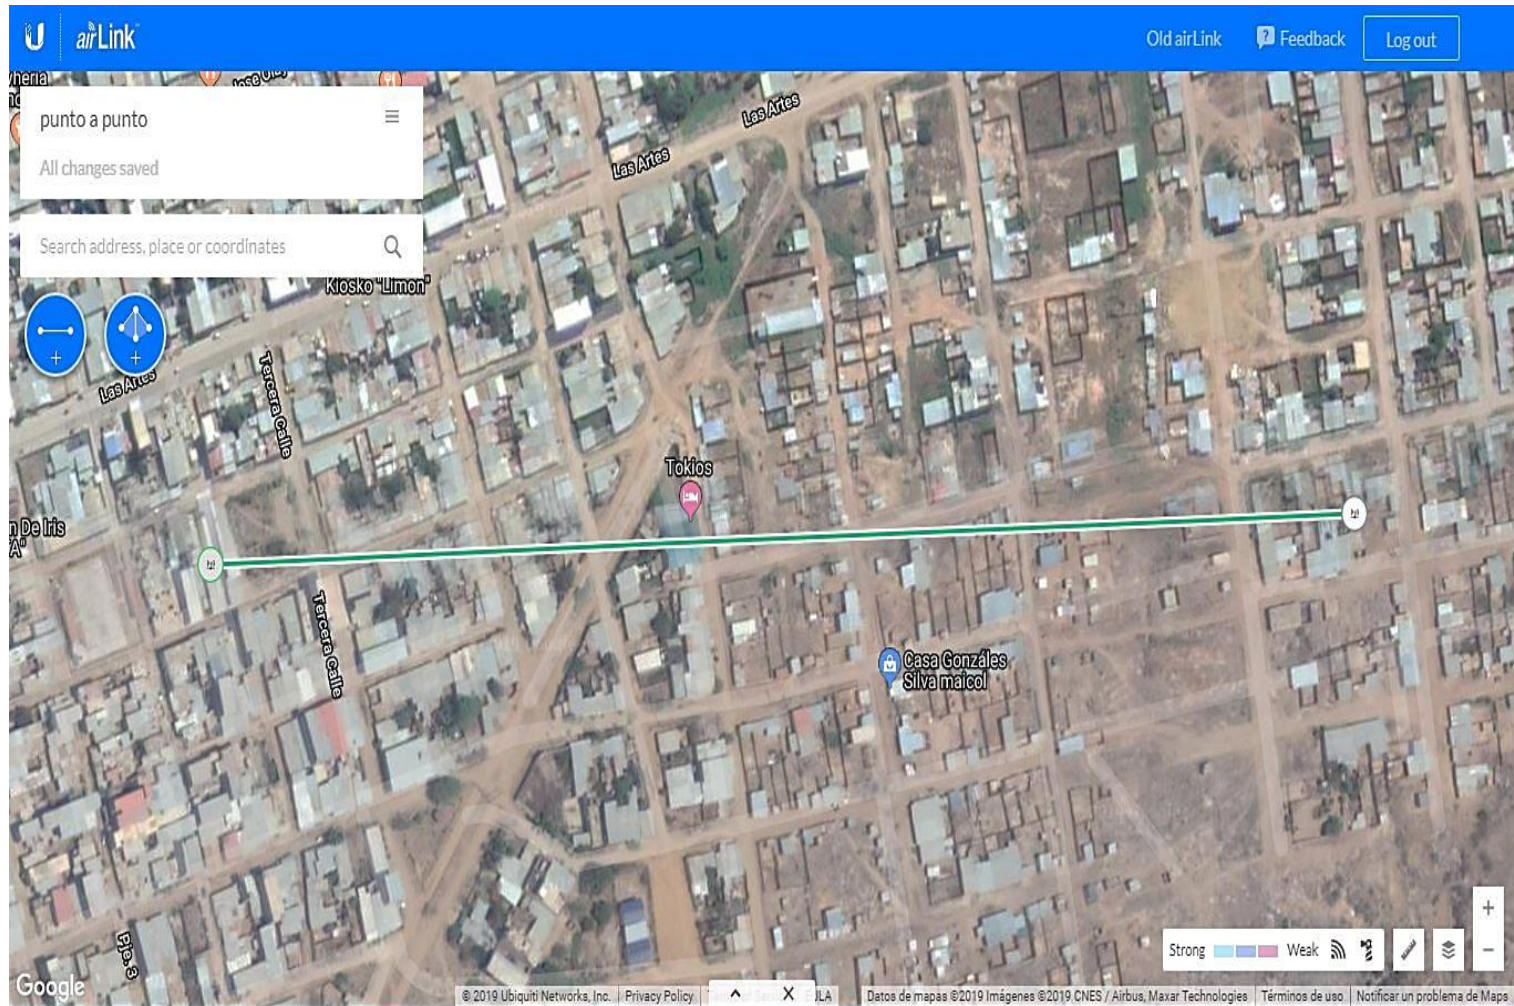 airLink
Old airLink
Feedback
Log out
punto a punto
All changes saved
Search address, place or coordinates
Las Artes
Las Artes
Kiosko "Limon"
Las Artes
Tercera Calle
Tokios
n De Iris
A"
Tercera Calle
Casa Gonzáles
Silva maicol
Pje. 3
Strong
Weak
Google
© 2019 Ubiquiti Networks, Inc.
Privacy Policy
EULA
Datos de mapas ©2019 Imágenes ©2019 CNES / Airbus, Maxar Technologies
Términos de uso
Notificar un problema de Maps